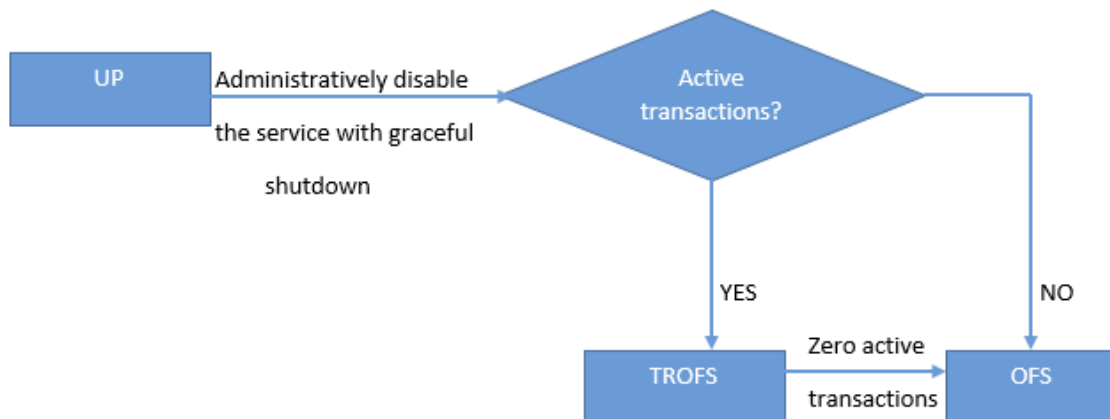 UP
Administratively disable
the service with graceful
shutdown
Active
transactions?
YES
NO
TROFS
Zero active
transactions
OFS